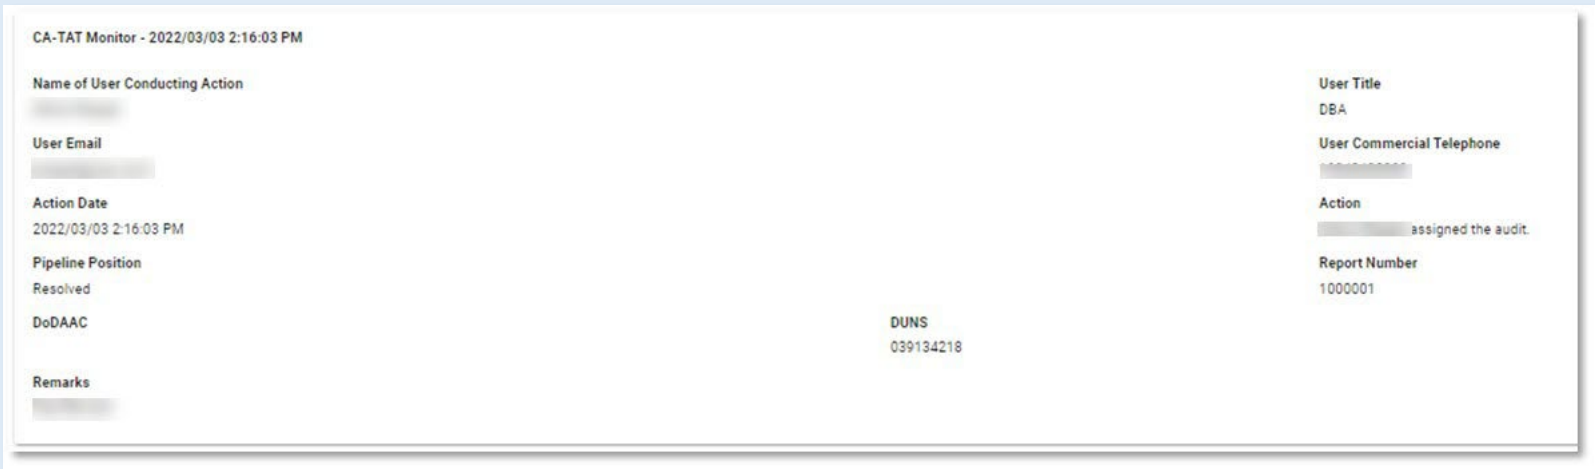 CA-TAT Monitor - 2022/03/03 2:16:03 PM
Name of User Conducting Action
User Title
DBA
User Email
User Commercial Telephone
Action Date
2022/03/03 2:16:03 PM
Action
assigned the audit.
Pipeline Position
Resolved
Report Number
1000001
DoDAAC
DUNS
039134218
Remarks